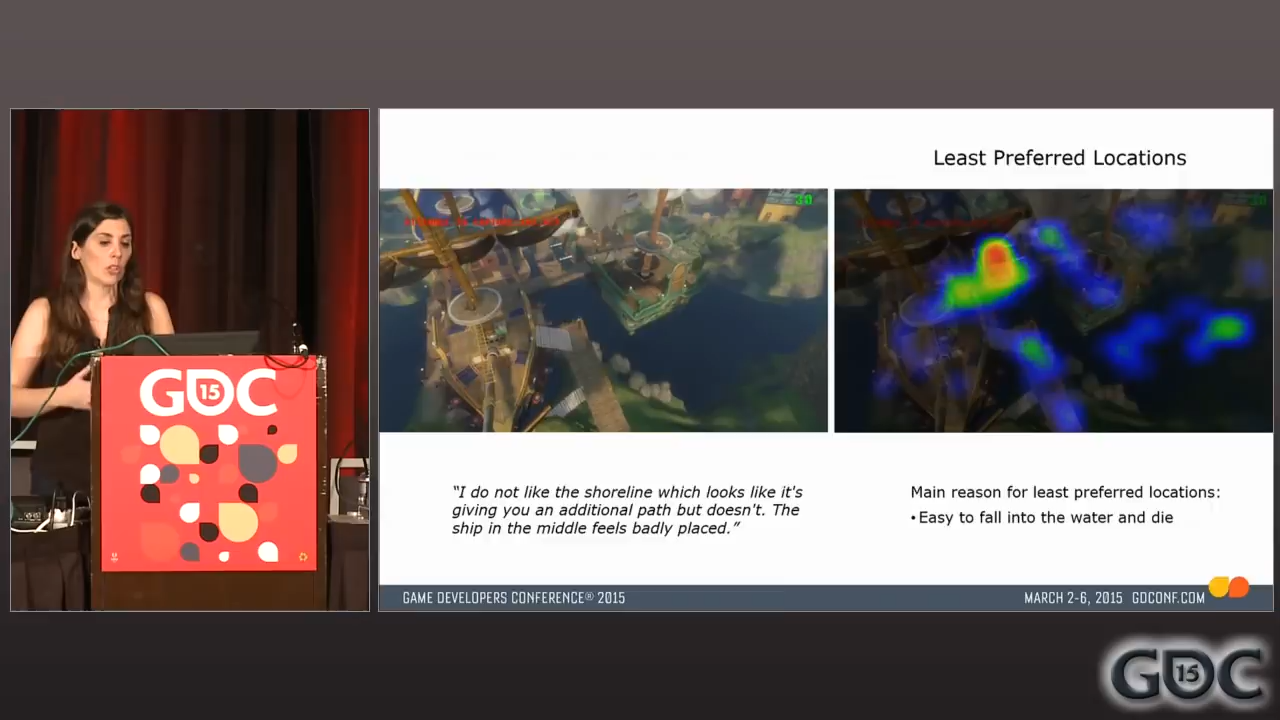 Least Preferred Locations
30
"I do not like the shoreline which looks like it's
giving you an additional path but doesn't. The
ship in the middle feels badly placed."
Main reason for least preferred locations:
• Easy to fall into the water and die
GAME DEVELOPERS CONFERENCE® 2015
MARCH 2-6, 2015 GDCONF.COM
GDC
15
GDC
15